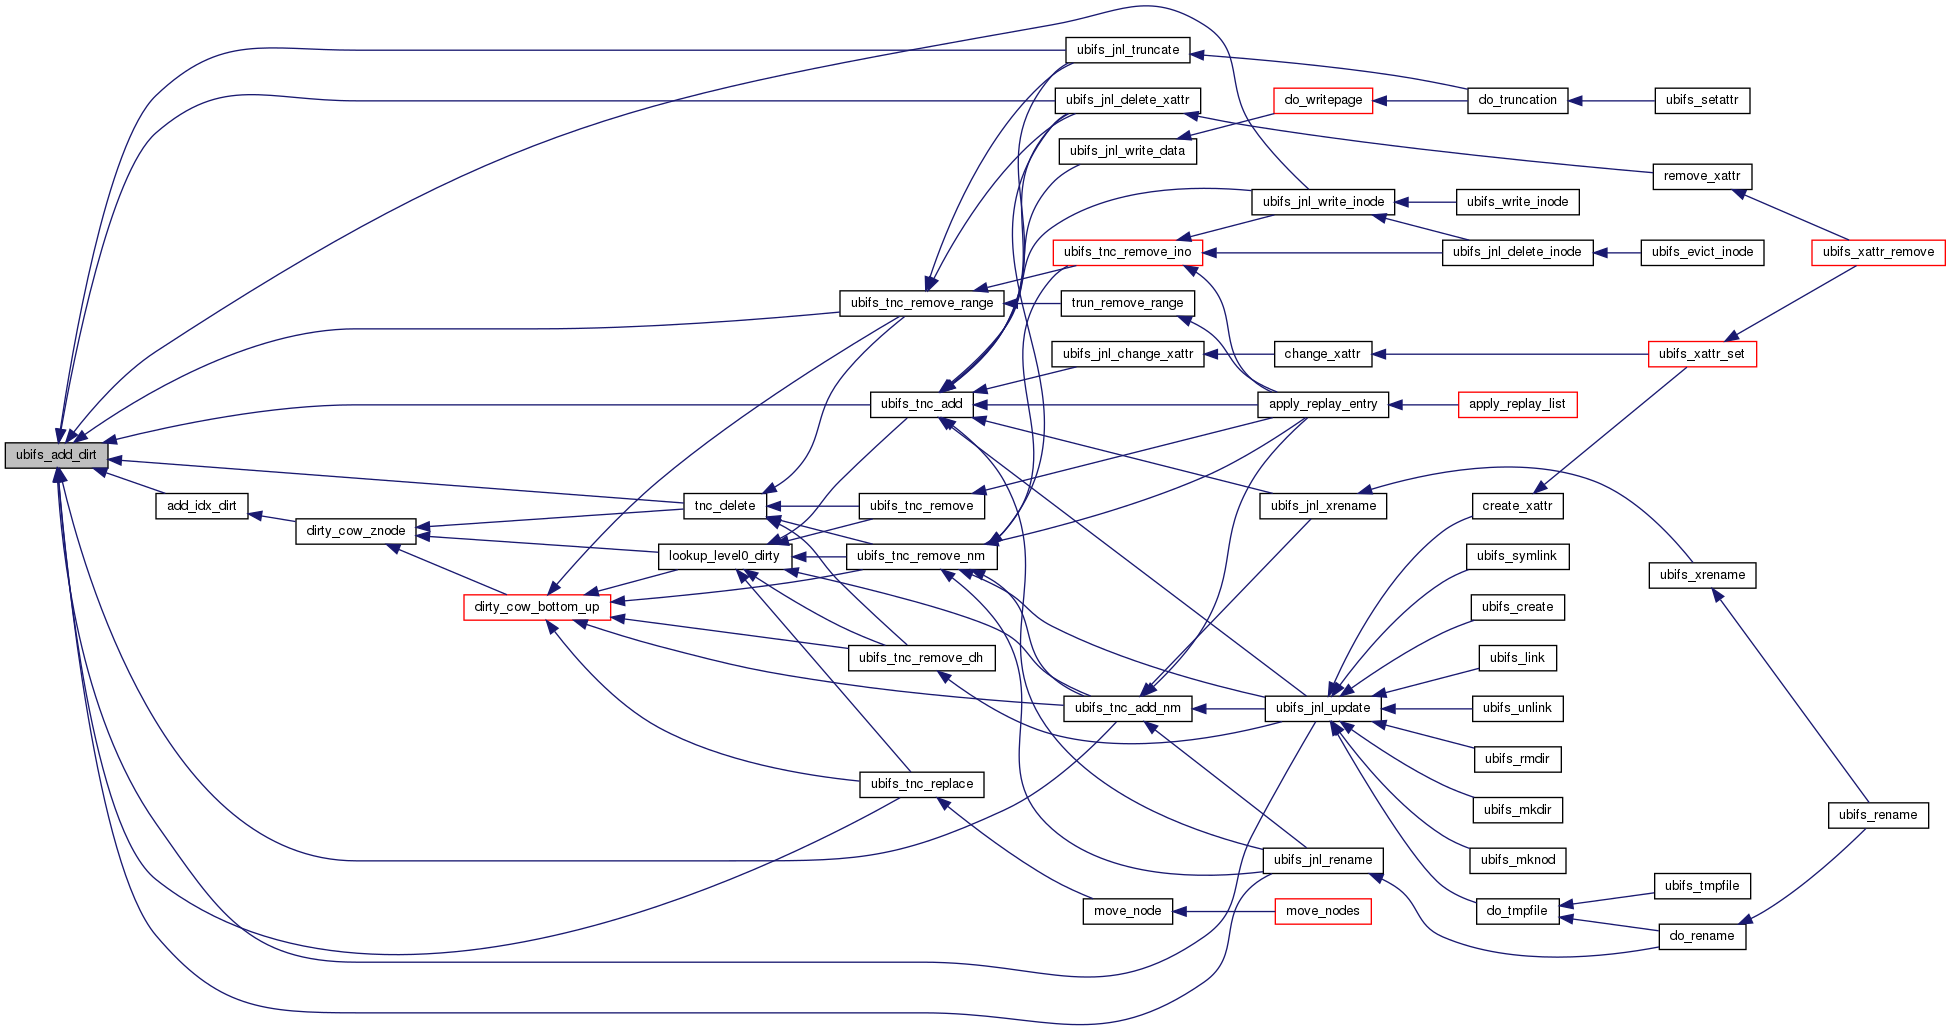 ubifs_jnl_truncate
ubifs_jnl_delete_xattr
do_writepage
do_truncation
ubifs_setattr
ubifs_jnl_write_data
remove_xattr
ubifs_jnl_write_inode
ubifs_write_inode
ubifs_tnc_remove_ino
ubifs_jnl_delete_inode
ubifs_evict_inode
ubifs_xattr_remove
ubifs_tnc_remove_range
trun_remove_range
ubifs_jnl_change_xattr
change_xattr
ubifs_xattr_set
ubifs_tnc_add
apply_replay_entry
apply_replay_list
ubifs_add_dirt
add_idx_dirt
tnc_delete
ubifs_tnc_remove
ubifs_jnl_xrename
create_xattr
dirty_cow_znode
lookup_level0_dirty
ubifs_tnc_remove_nm
ubifs_symlink
ubifs_xrename
dirty_cow_bottom_up
ubifs_create
ubifs_tnc_remove_dh
ubifs_link
ubifs_tnc_add_nm
ubifs_jnl_update
ubifs_unlink
ubifs_rmdir
ubifs_tnc_replace
ubifs_mkdir
ubifs_rename
ubifs_jnl_rename
ubifs_mknod
ubifs_tmpfile
move_node
move_nodes
do_tmpfile
do_rename